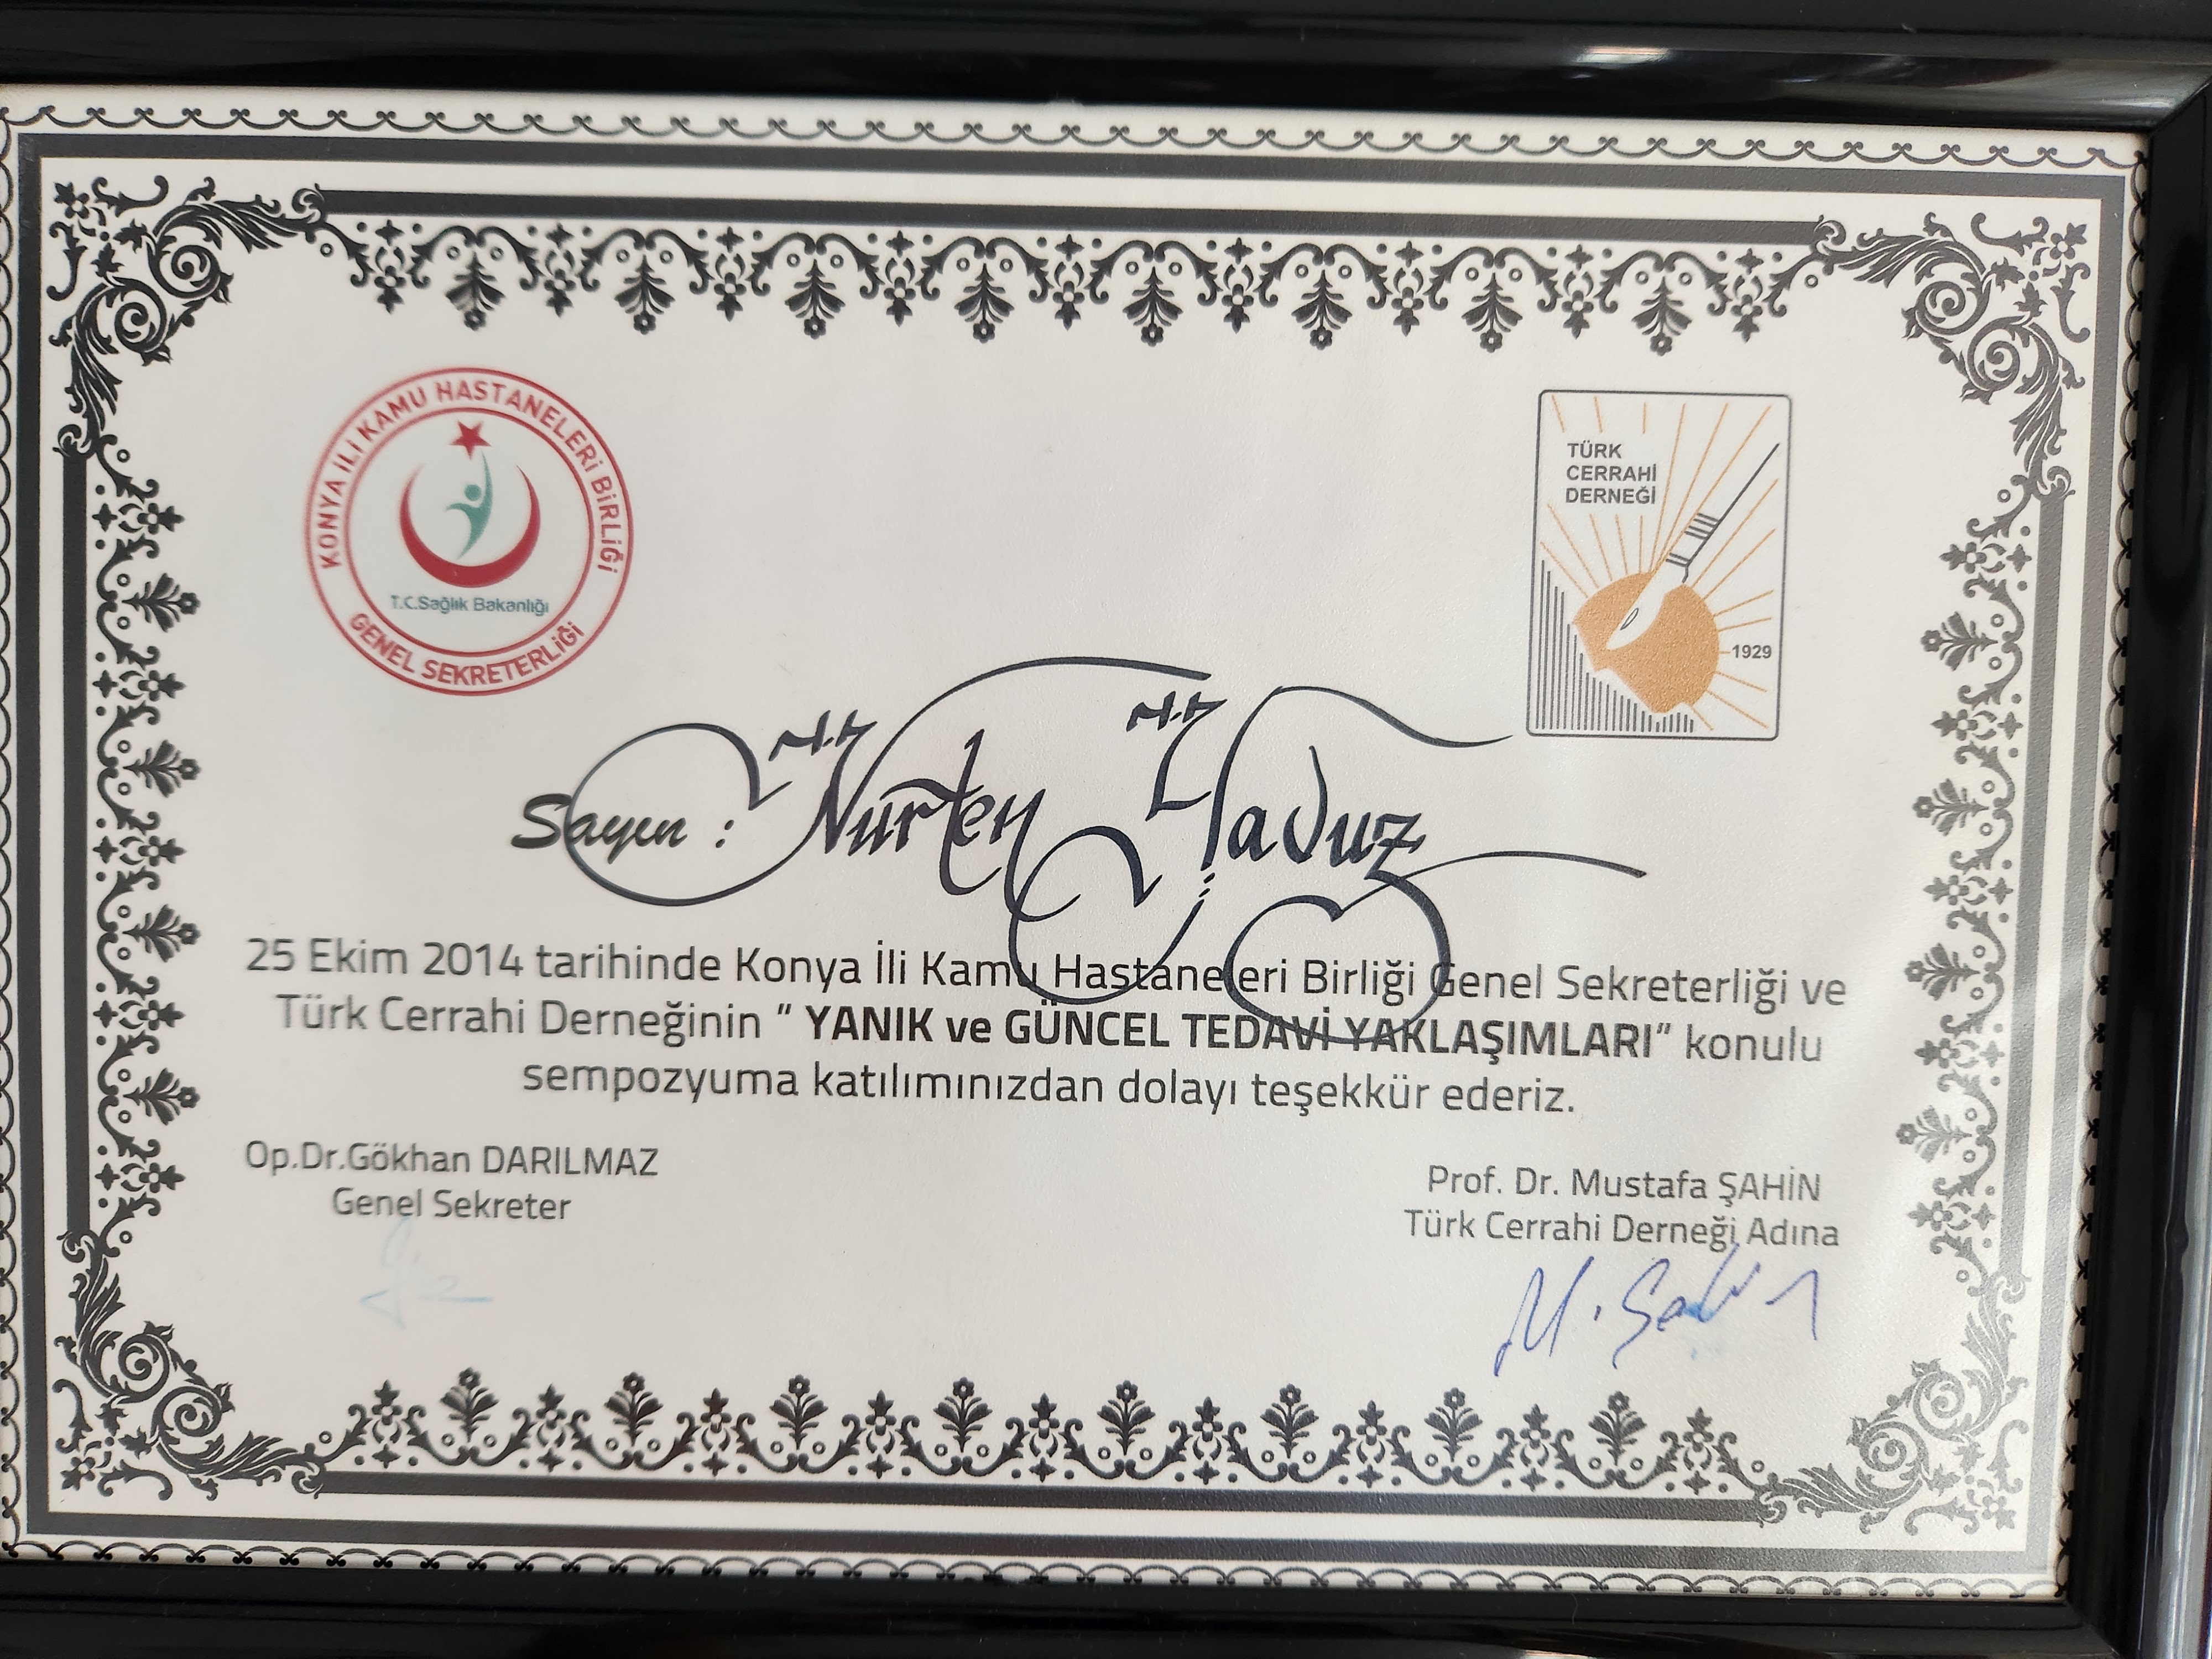 KONYA İLİ KAMU HASTANELERİ BİRLİĞİ
T.C.Sağlık Bakanlığı
GENEL SEKRETERLİĞİ
TÜRK
CERRAHİ
DERNEĞİ
1929
Sayın : Nurten Yavuz
25 Ekim 2014 tarihinde Konya İli Kamu Hastaneleri Birliği Genel Sekreterliği ve
Türk Cerrahi Derneğinin " YANIK ve GÜNCEL TEDAVİ YAKLAŞIMLARI" konulu
sempozyuma katılımınızdan dolayı teşekkür ederiz.
Op.Dr.Gökhan DARILMAZ
Genel Sekreter
Prof. Dr. Mustafa ŞAHİN
Türk Cerrahi Derneği Adına
M. Şahin